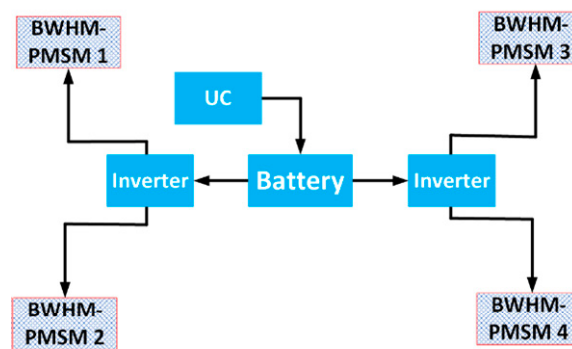 BWHM-
PMSM 1
BWHM-
PMSM 3
UC
Inverter
Battery
Inverter
BWHM-
PMSM 2
BWHM-
PMSM 4